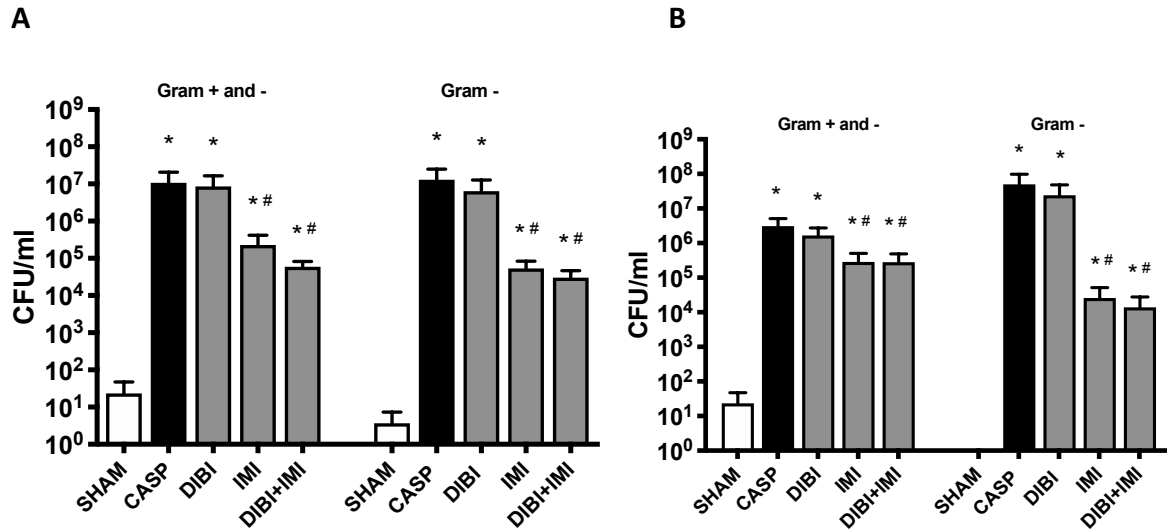 A
Gram + and -
Gram -
* * * # * #
* * * # * #
CFU/ml
10⁹
10⁸
10⁷
10⁶
10⁵
10⁴
10³
10²
10¹
10⁰
SHAM CASP DIBI IMI DIBI+IMI
SHAM CASP DIBI IMI DIBI+IMI
B
Gram + and -
Gram -
* * * # * #
* * * # * #
CFU/ml
10⁹
10⁸
10⁷
10⁶
10⁵
10⁴
10³
10²
10¹
10⁰
SHAM CASP DIBI IMI DIBI+IMI
SHAM CASP DIBI IMI DIBI+IMI